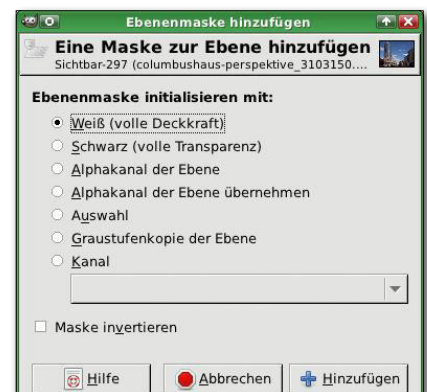 Ebenenmaske hinzufügen
Eine Maske zur Ebene hinzufügen
Sichtbar-297 (columbushaus-perspektive_3103150....
Ebenenmaske initialisieren mit:
Weiß (volle Deckkraft)
Schwarz (volle Transparenz)
Alphakanal der Ebene
Alphakanal der Ebene übernehmen
Auswahl
Graustufenkopie der Ebene
Kanal
Maske invertieren
Hilfe Abbrechen Hinzufügen